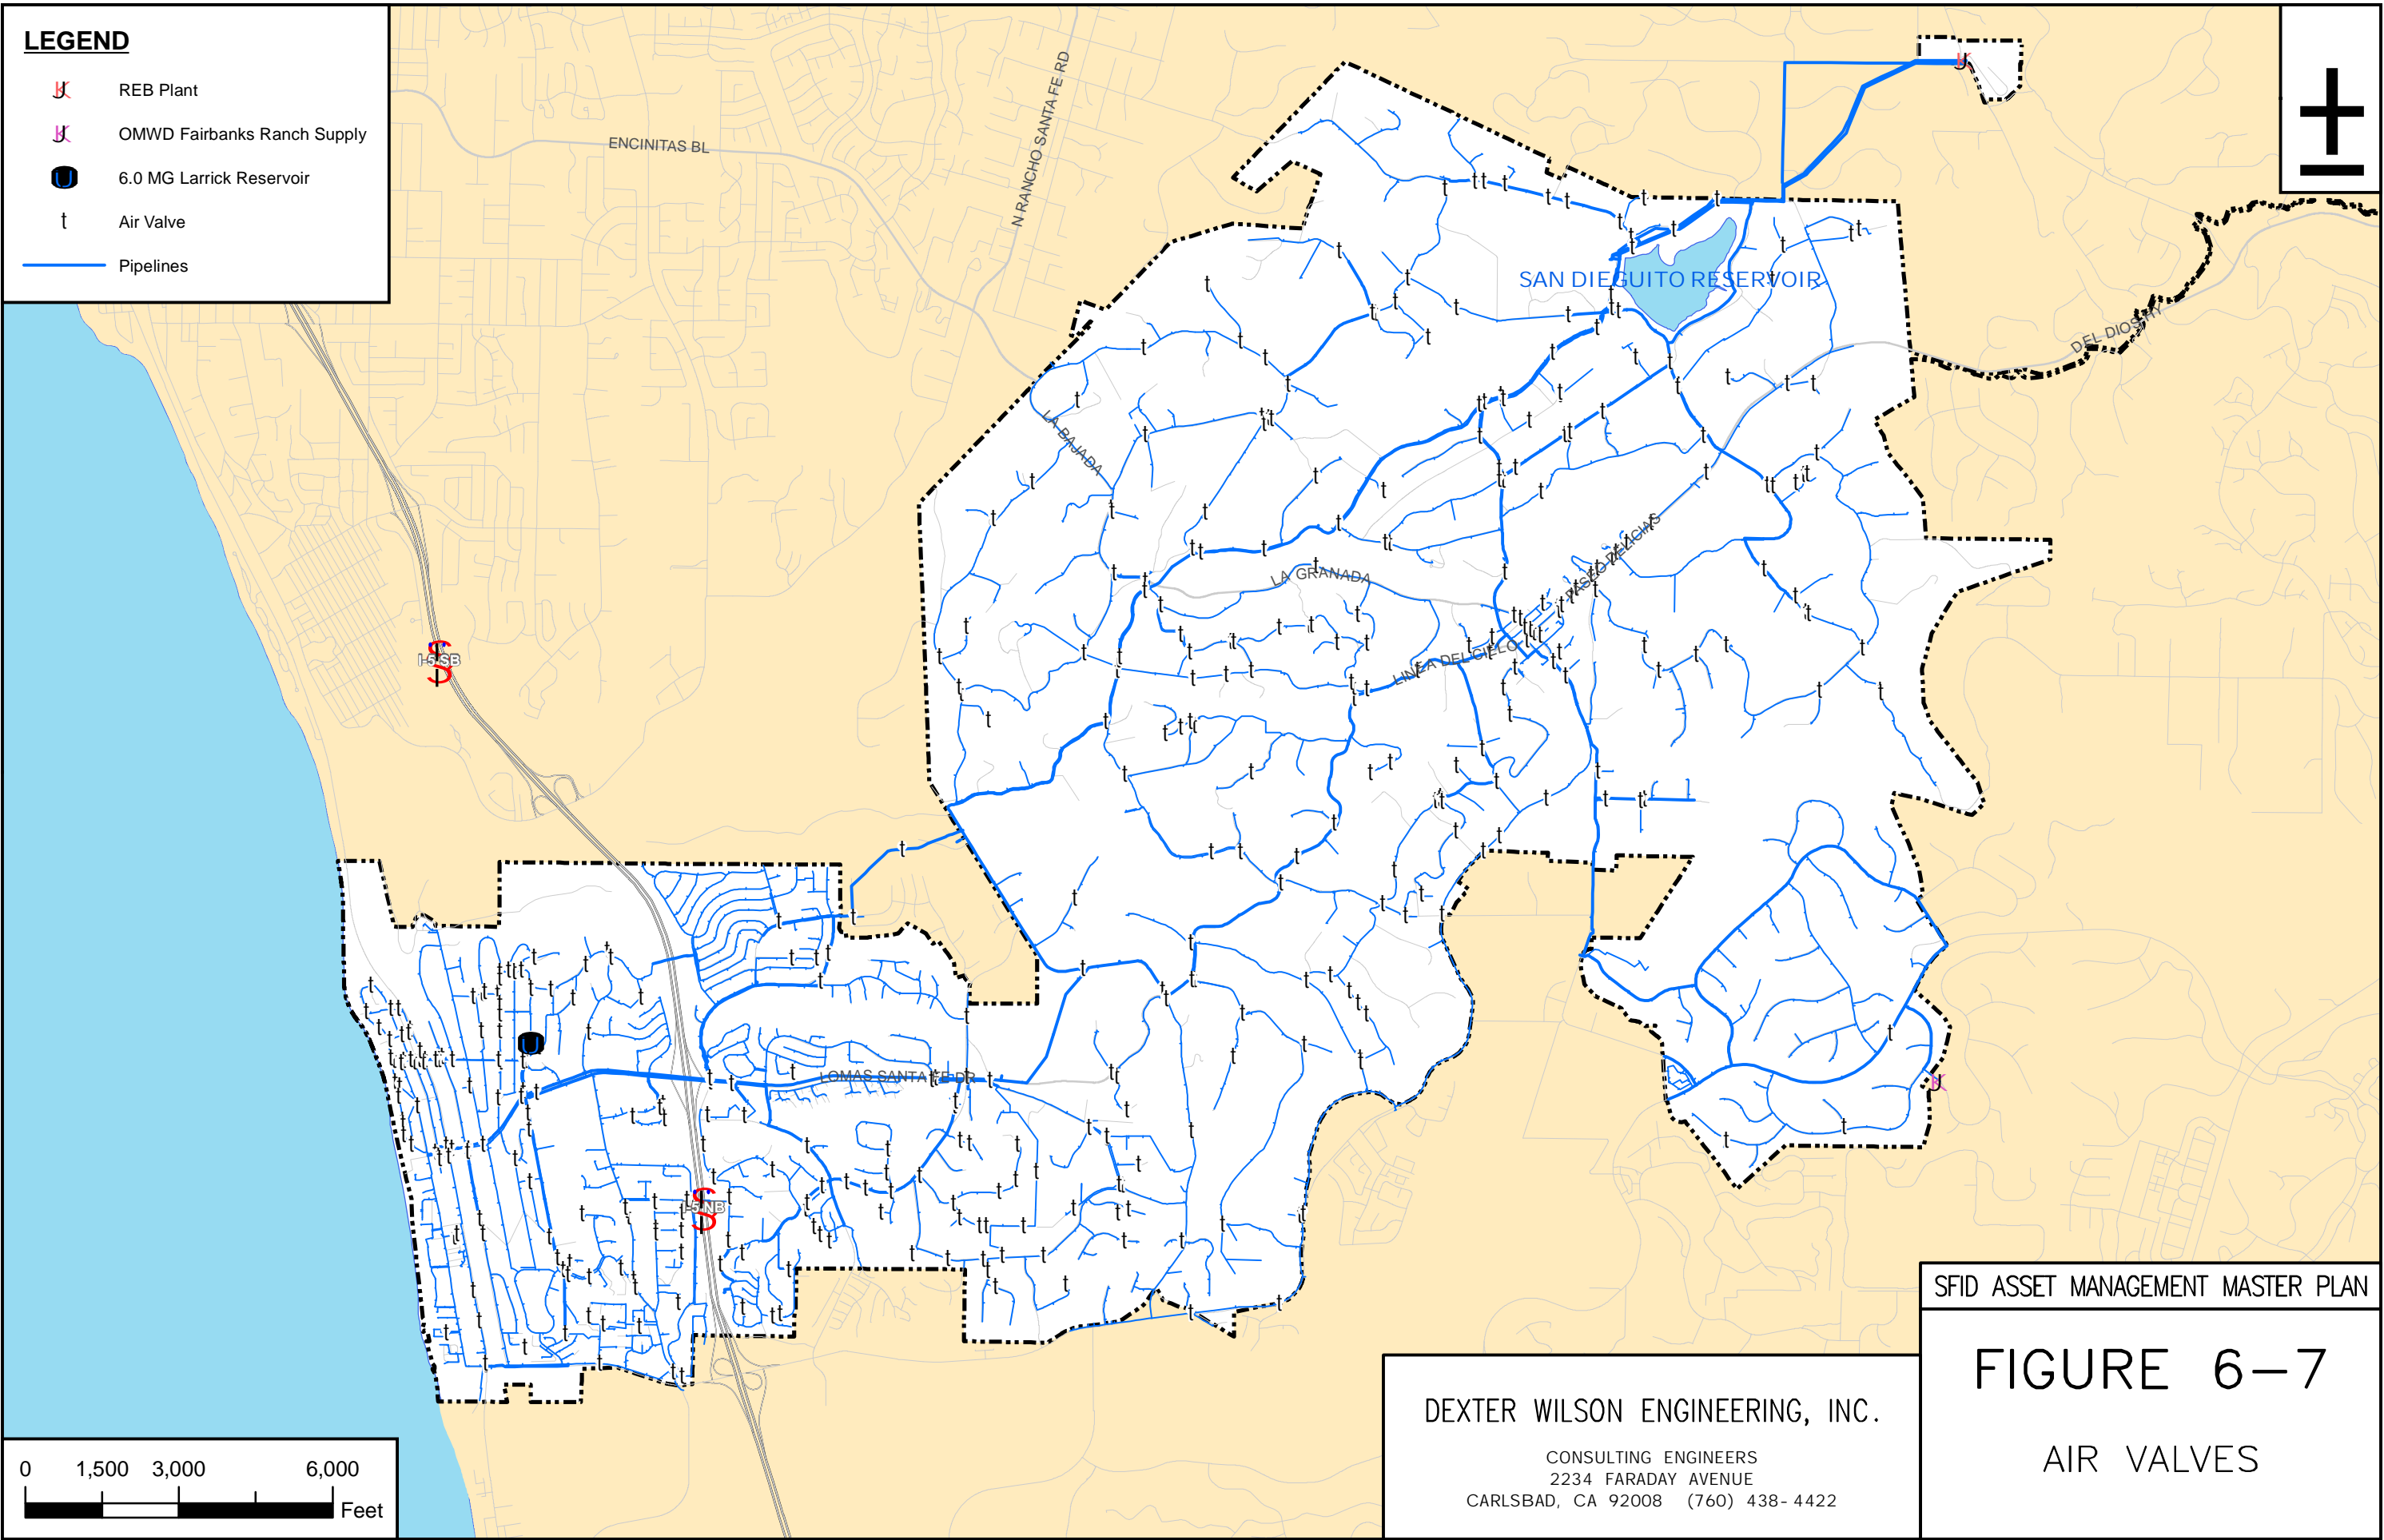 LEGEND
REB Plant
OMWD Fairbanks Ranch Supply
6.0 MG Larrick Reservoir
t Air Valve
Pipelines
ENCINITAS BL
N RANCHO SANTA FE RD
SAN DIEGUITO RESERVOIR
DEL DIOS HY
LA BAJADA
LA GRANADA
PASEO DELICIAS
LINEA DEL CIELO
I-5 SB
LOMAS SANTA FE DR
I-5 NB
0 1,500 3,000 6,000
Feet
DEXTER WILSON ENGINEERING, INC.
CONSULTING ENGINEERS
2234 FARADAY AVENUE
CARLSBAD, CA 92008 (760) 438-4422
SFID ASSET MANAGEMENT MASTER PLAN
FIGURE 6-7
AIR VALVES